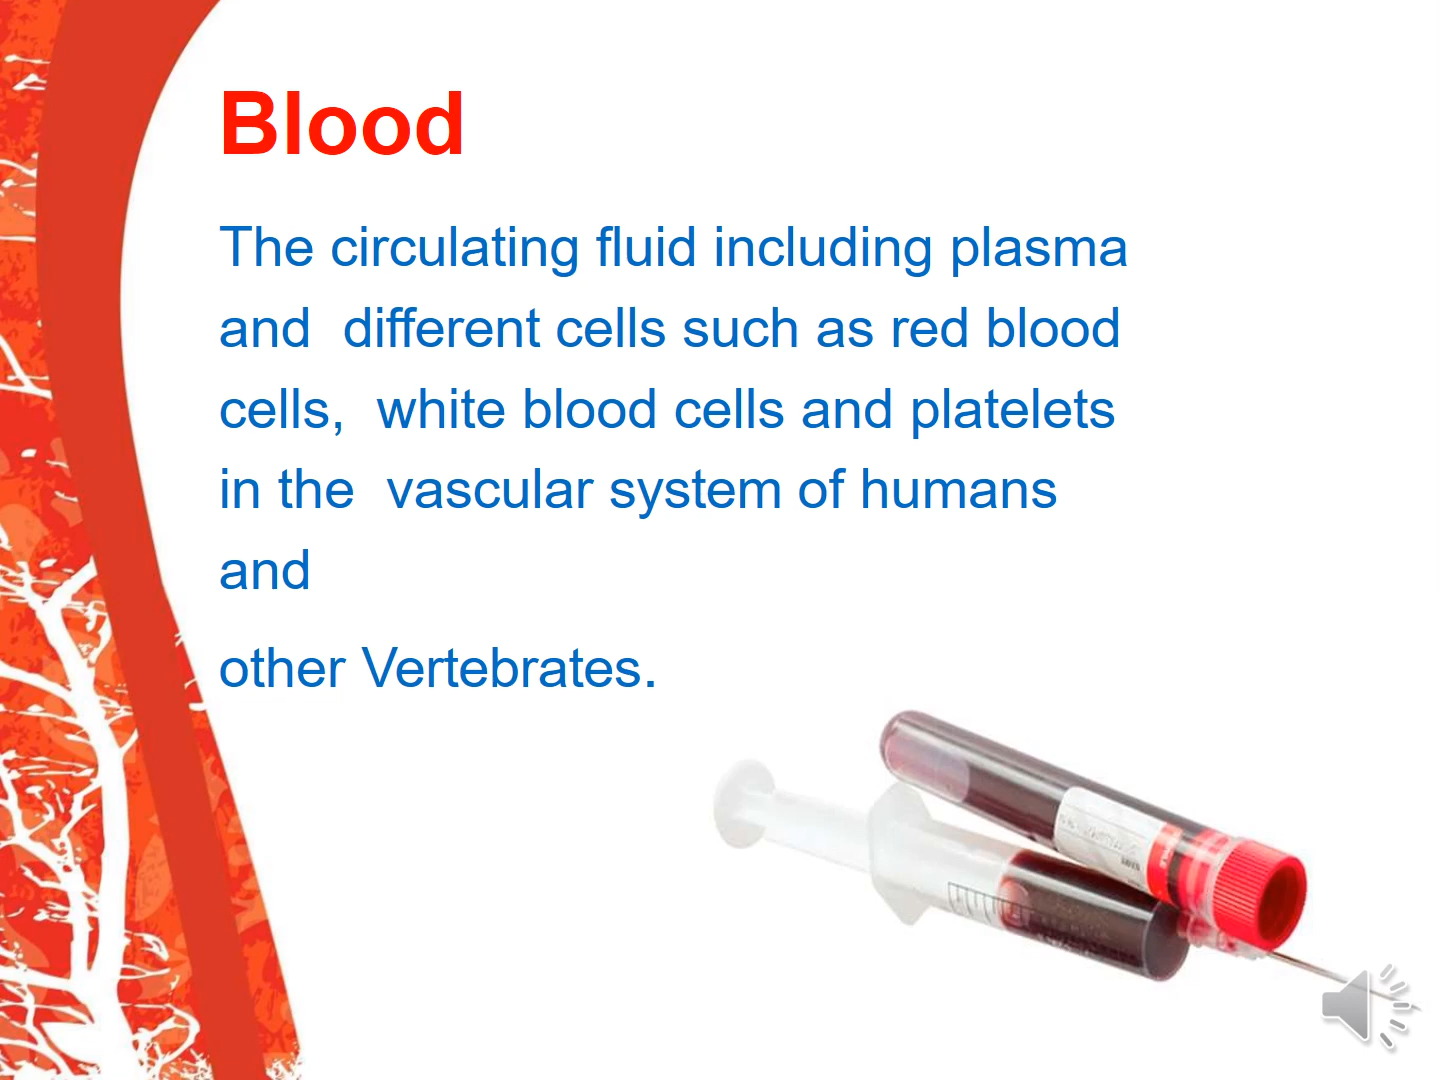 Blood
The circulating fluid including plasma
and  different cells such as red blood
cells,  white blood cells and platelets
in the  vascular system of humans
and
other Vertebrates.